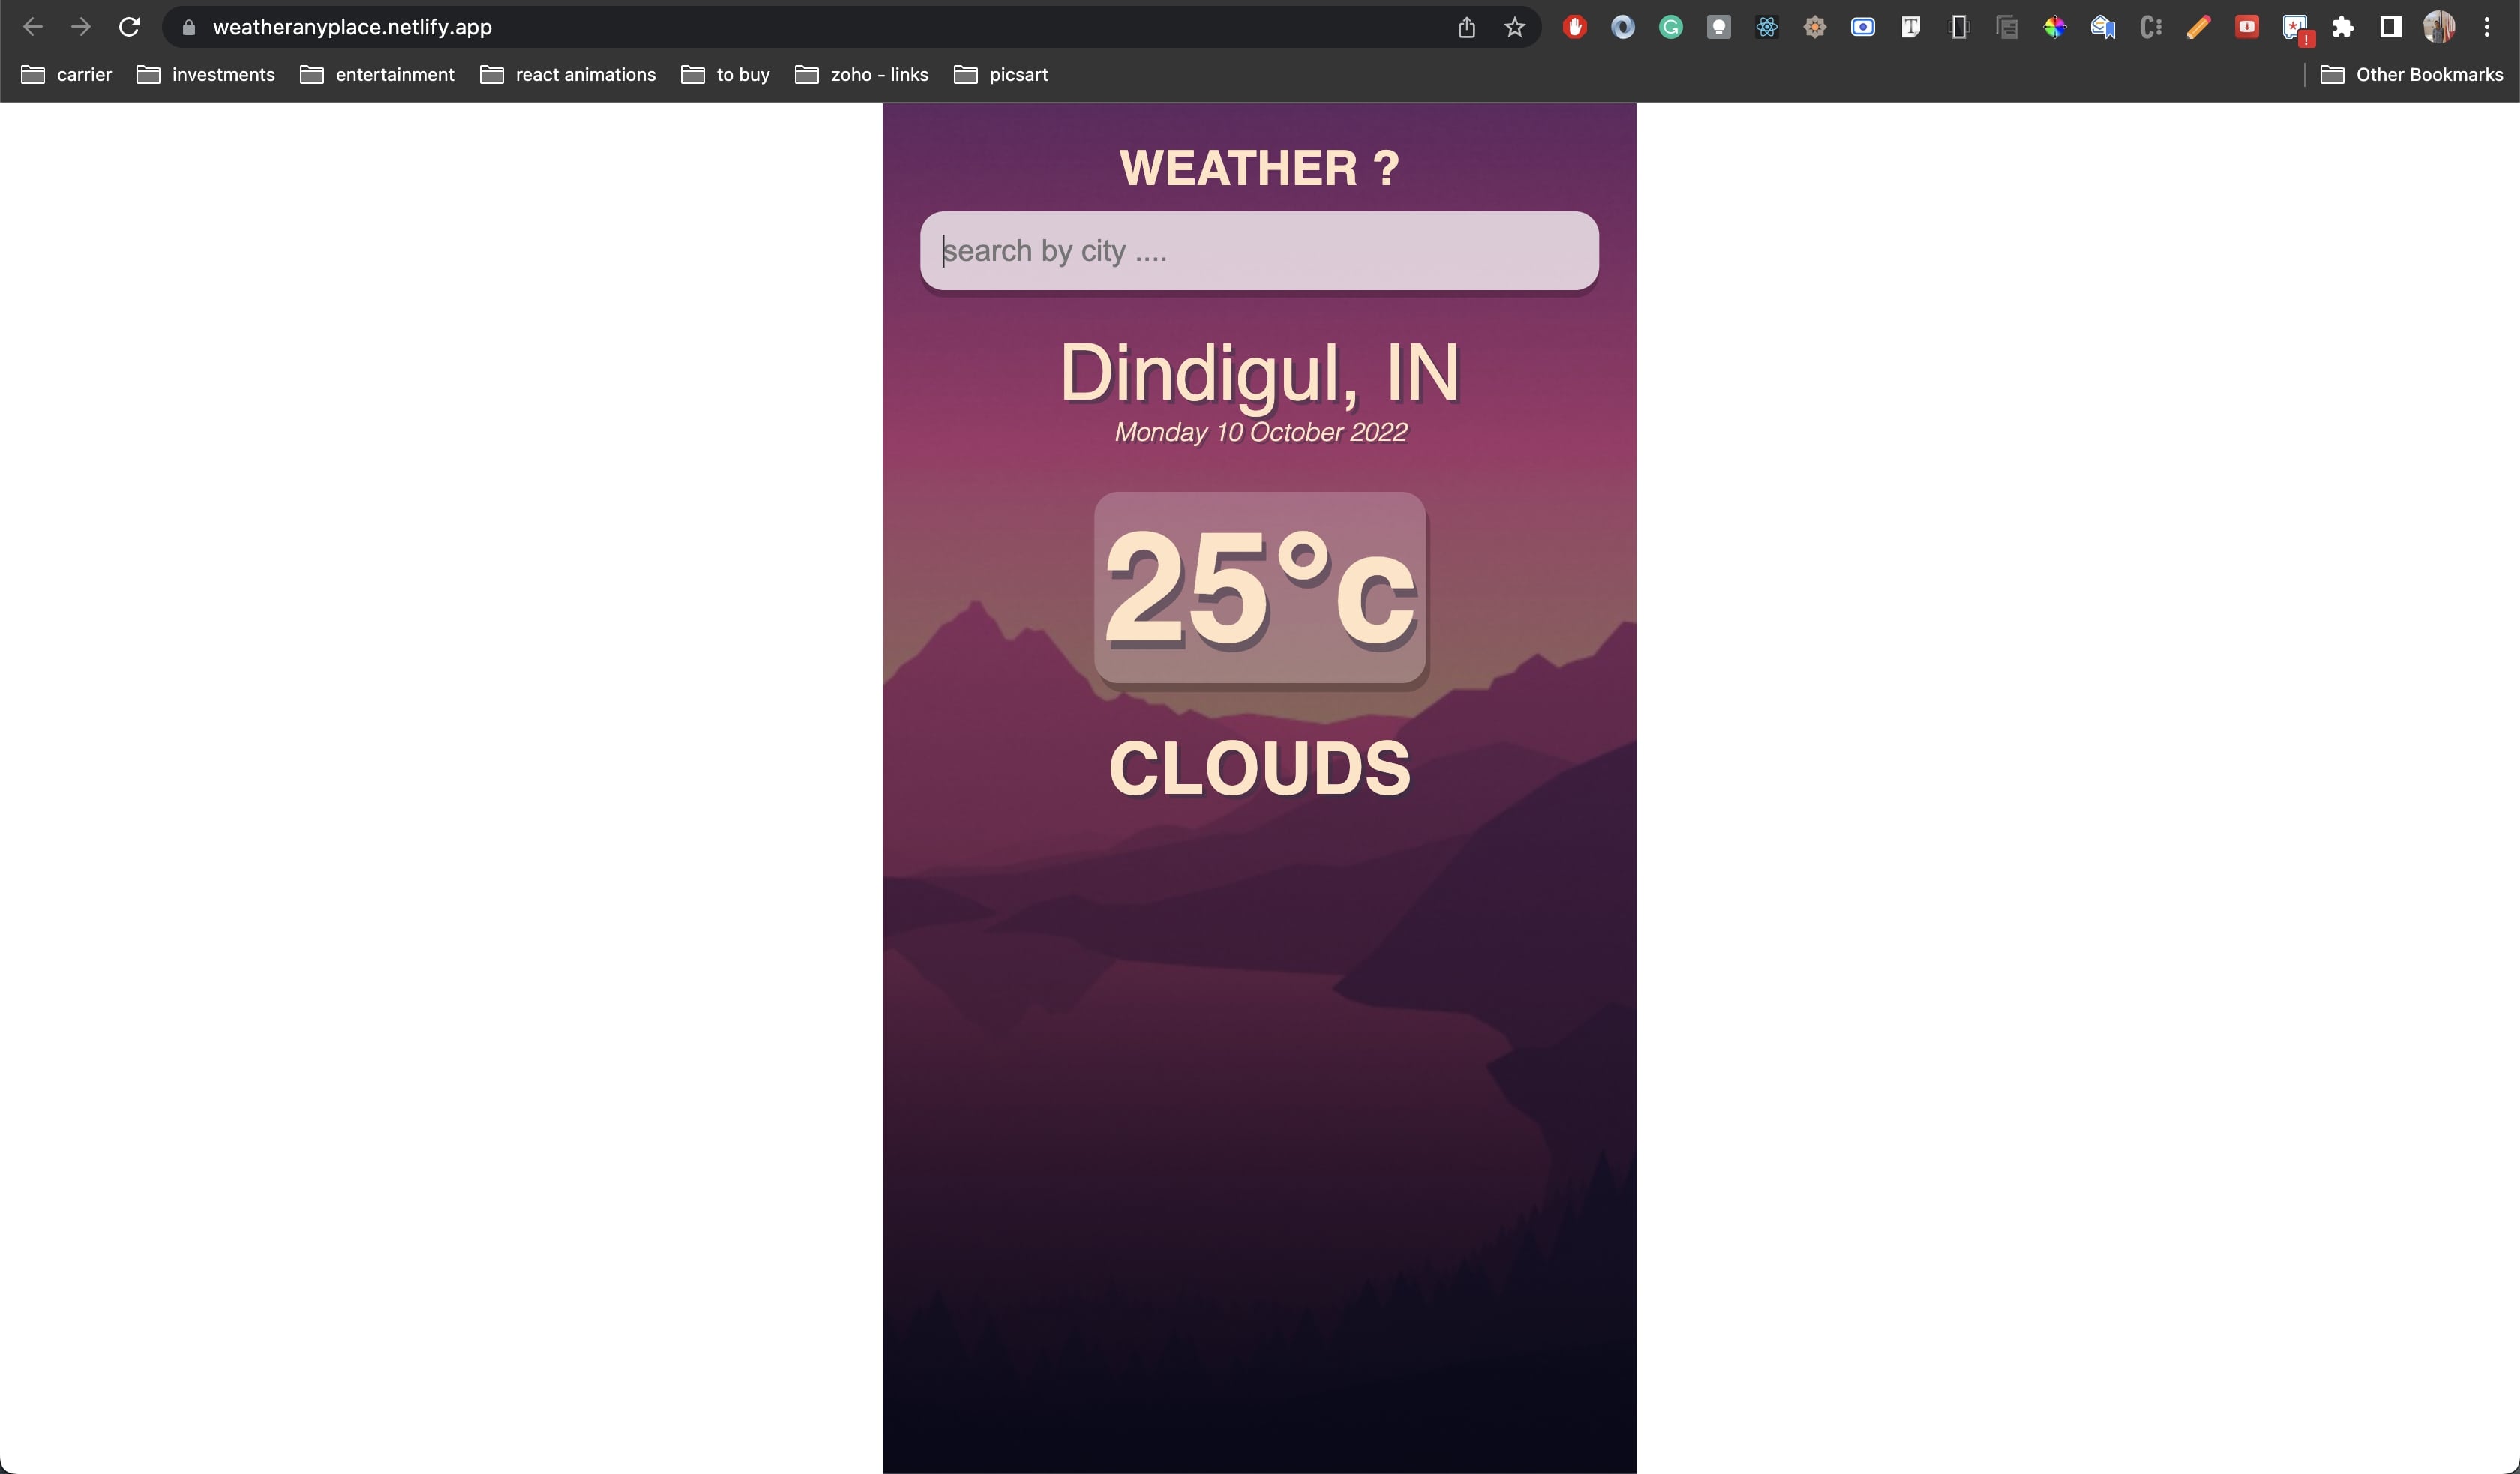 weatheranyplace.netlify.app
carrier investments entertainment react animations to buy zoho - links picsart Other Bookmarks
WEATHER ?
search by city ....
Dindigul, IN
Monday 10 October 2022
25°c
CLOUDS